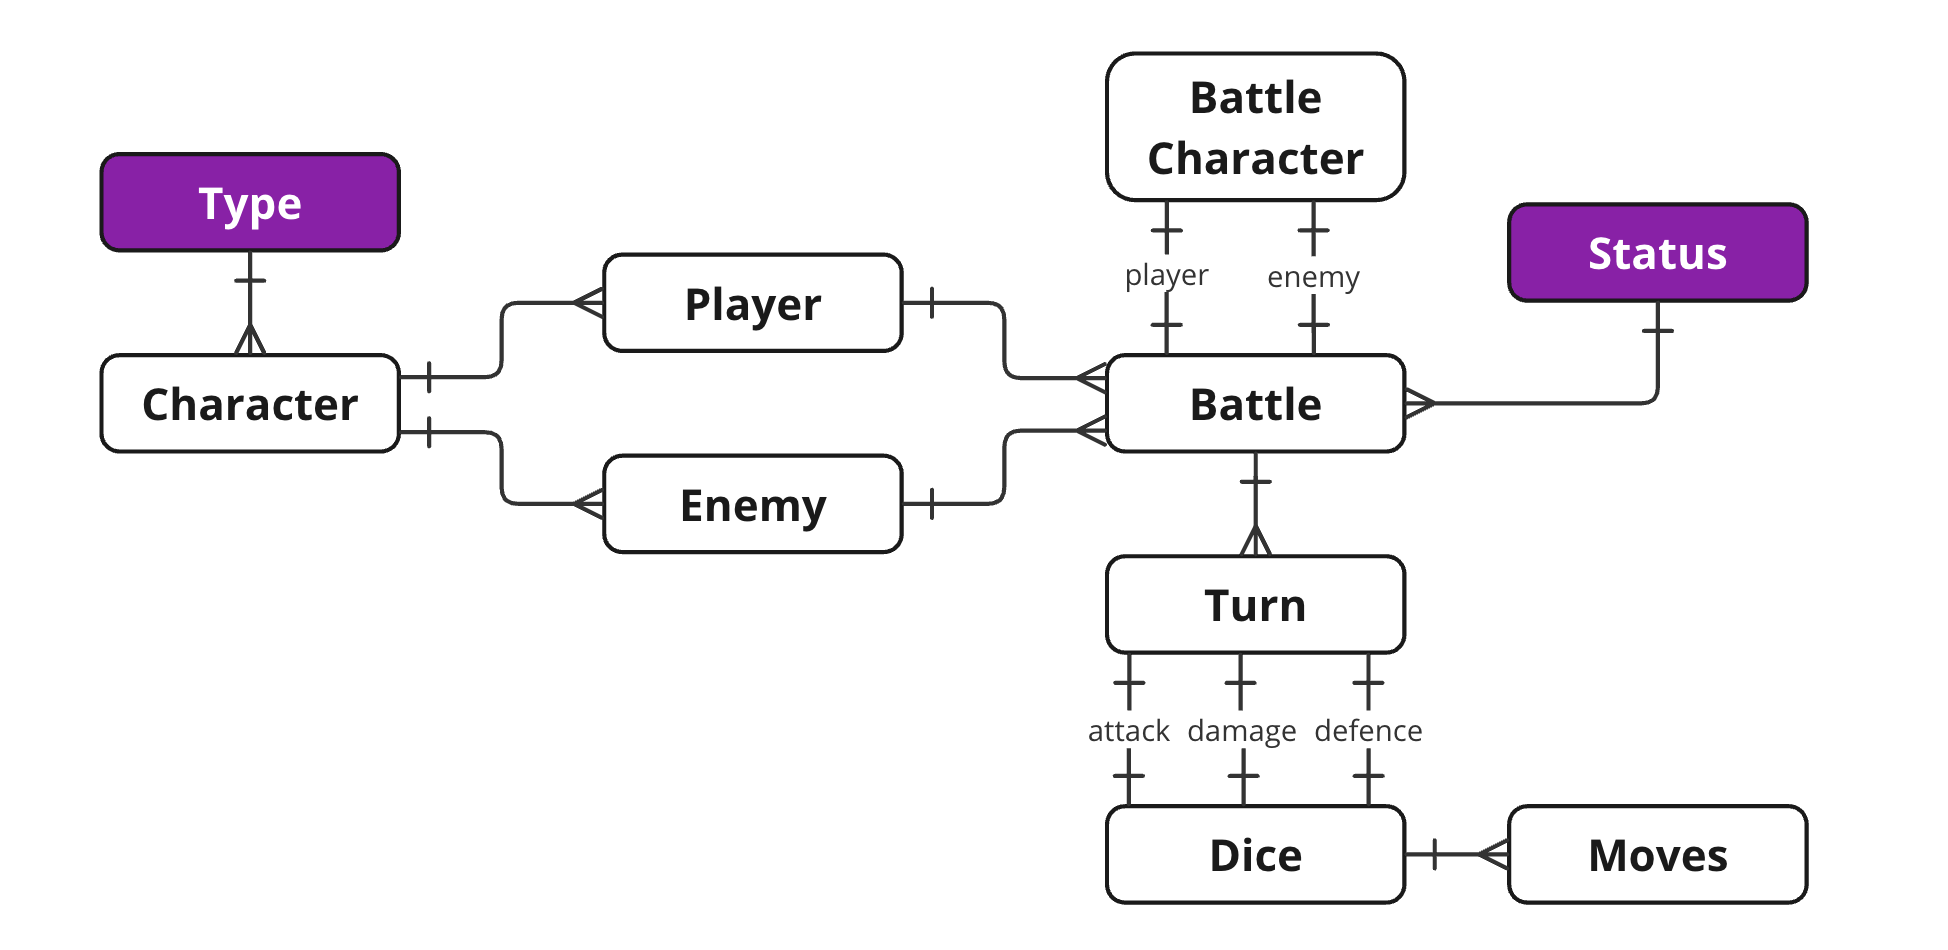 Battle
Character
Type
Status
Player
player
enemy
Character
Battle
Enemy
Turn
attack
damage
defence
Dice
Moves